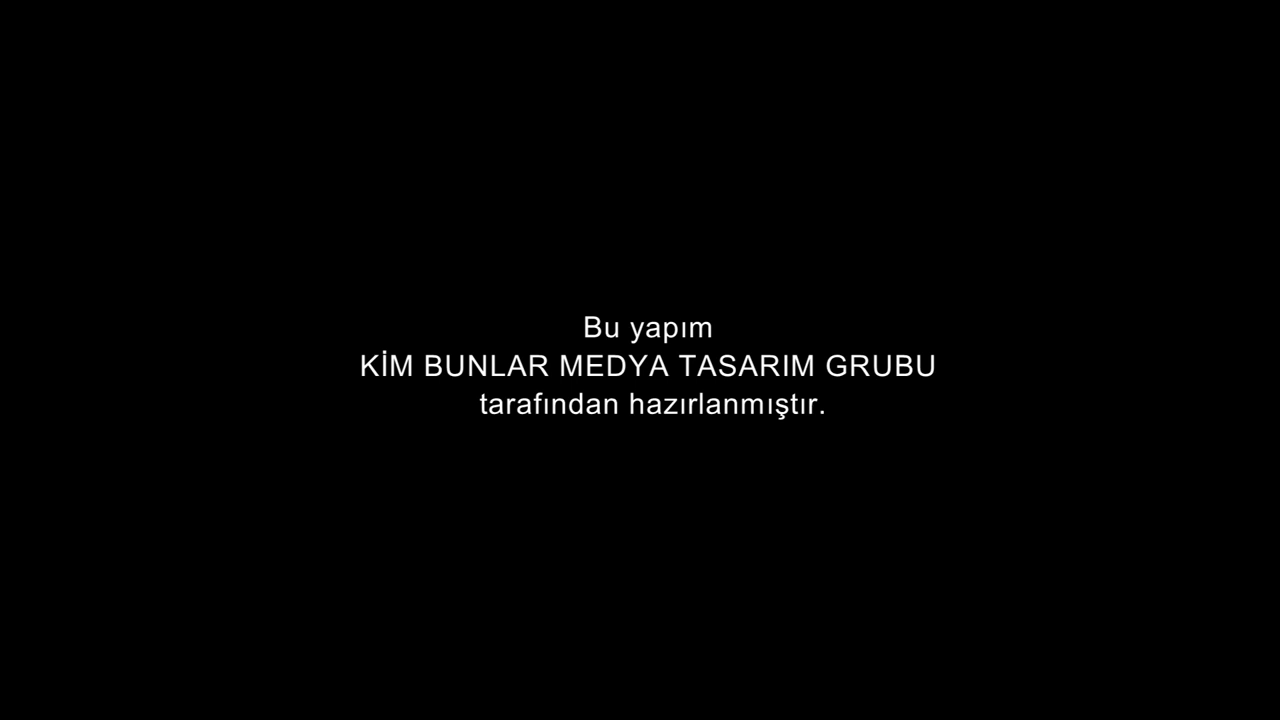 Bu yapım
KİM BUNLAR MEDYA TASARIM GRUBU
tarafından hazırlanmıştır.